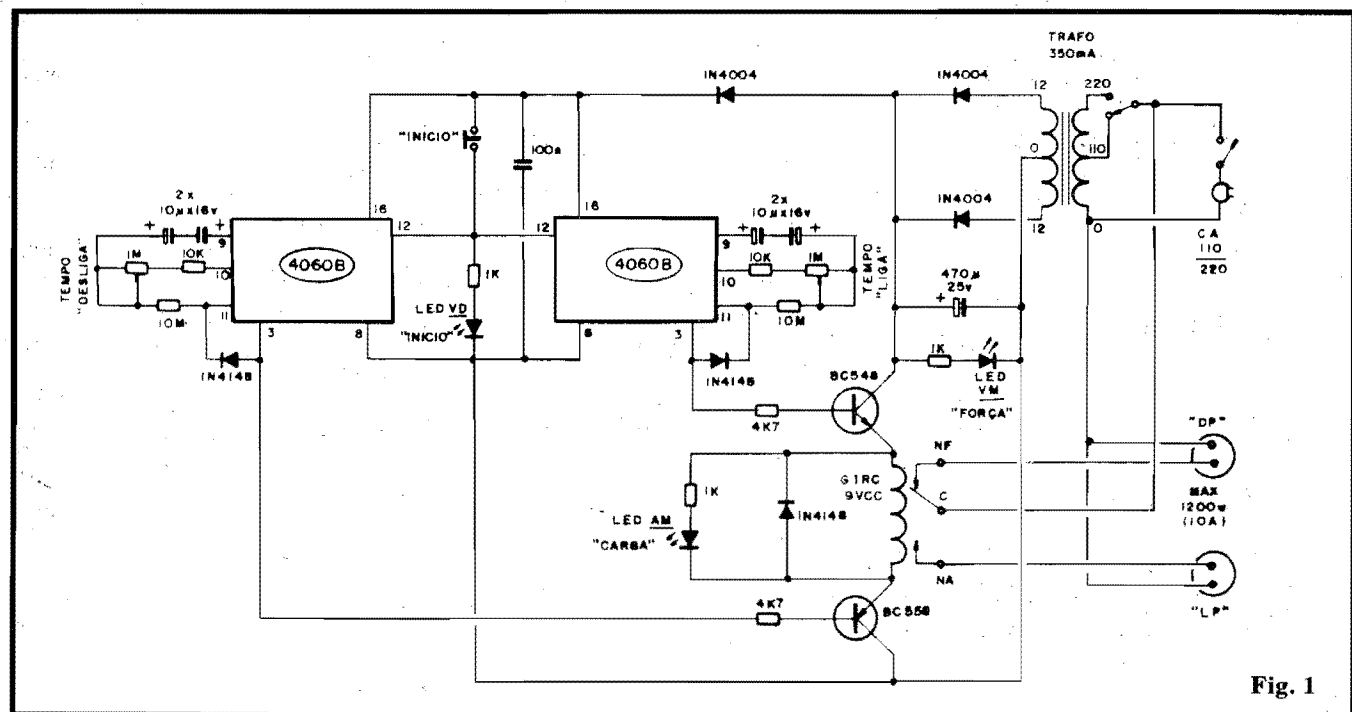 TRAFO
350mA
1N4004
1N4004
12
220
"INICIO"
100n
0
110
2x
10µx16v
+
+
9
16
12
12
16
2x
10µx16v
+
+
9
1N4004
12
0
CA
110
220
TEMPO
"DESLIGA"
1M
10K
10
4060B
1K
4060B
10K
1M
10
TEMPO
"LIGA"
470µ
25v
+
10M
11
LED VD
"INICIO"
10M
11
3
8
8
3
1N4148
1N4148
BC548
1K
LED
VM
"FORÇA"
4K7
"DP"
NF
1K
G1RC
9VCC
C
MAX
1200w
(10A)
1N4148
LED AM
"CARGA"
NA
4K7
BC558
"LP"
Fig. 1